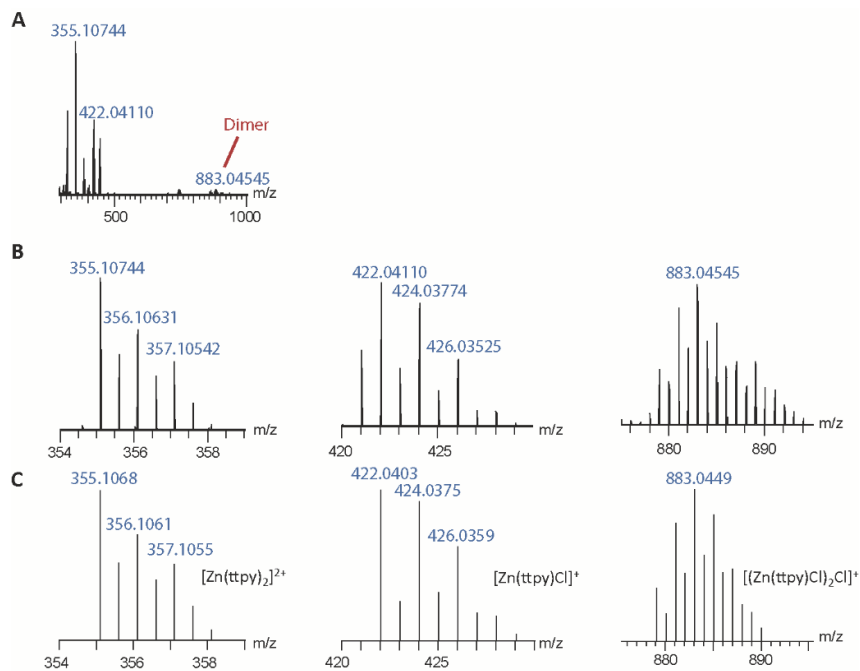 A
355.10744
422.04110
Dimer
883.04545
m/z
500
1000
B
355.10744
356.10631
357.10542
m/z
354
356
358
422.04110
424.03774
426.03525
m/z
420
425
883.04545
m/z
880
890
C
355.1068
356.1061
357.1055
[Zn(ttpy)₂]²⁺
m/z
354
356
358
422.0403
424.0375
426.0359
[Zn(ttpy)Cl]⁺
m/z
420
425
883.0449
[(Zn(ttpy)Cl)₂Cl]⁺
m/z
880
890